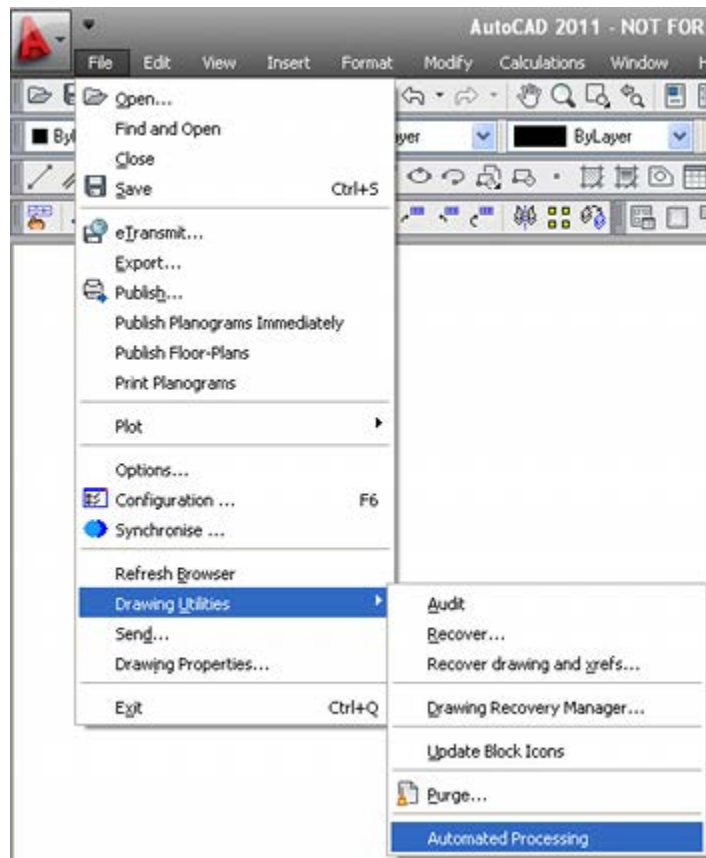 AutoCAD 2011 - NOT FOR
File Edit View Insert Format Modify Calculations Window
Open...
Find and Open
ByLayer
Close
Save Ctrl+S
eTransmit...
Export...
Publish...
Publish Planograms Immediately
Publish Floor-Plans
Print Planograms
Plot
Options...
Configuration ... F6
Synchronise ...
Refresh Browser
Drawing Utilities
Audit
Send...
Recover...
Drawing Properties...
Recover drawing and xrefs...
Exit Ctrl+Q
Drawing Recovery Manager...
Update Block Icons
Purge...
Automated Processing